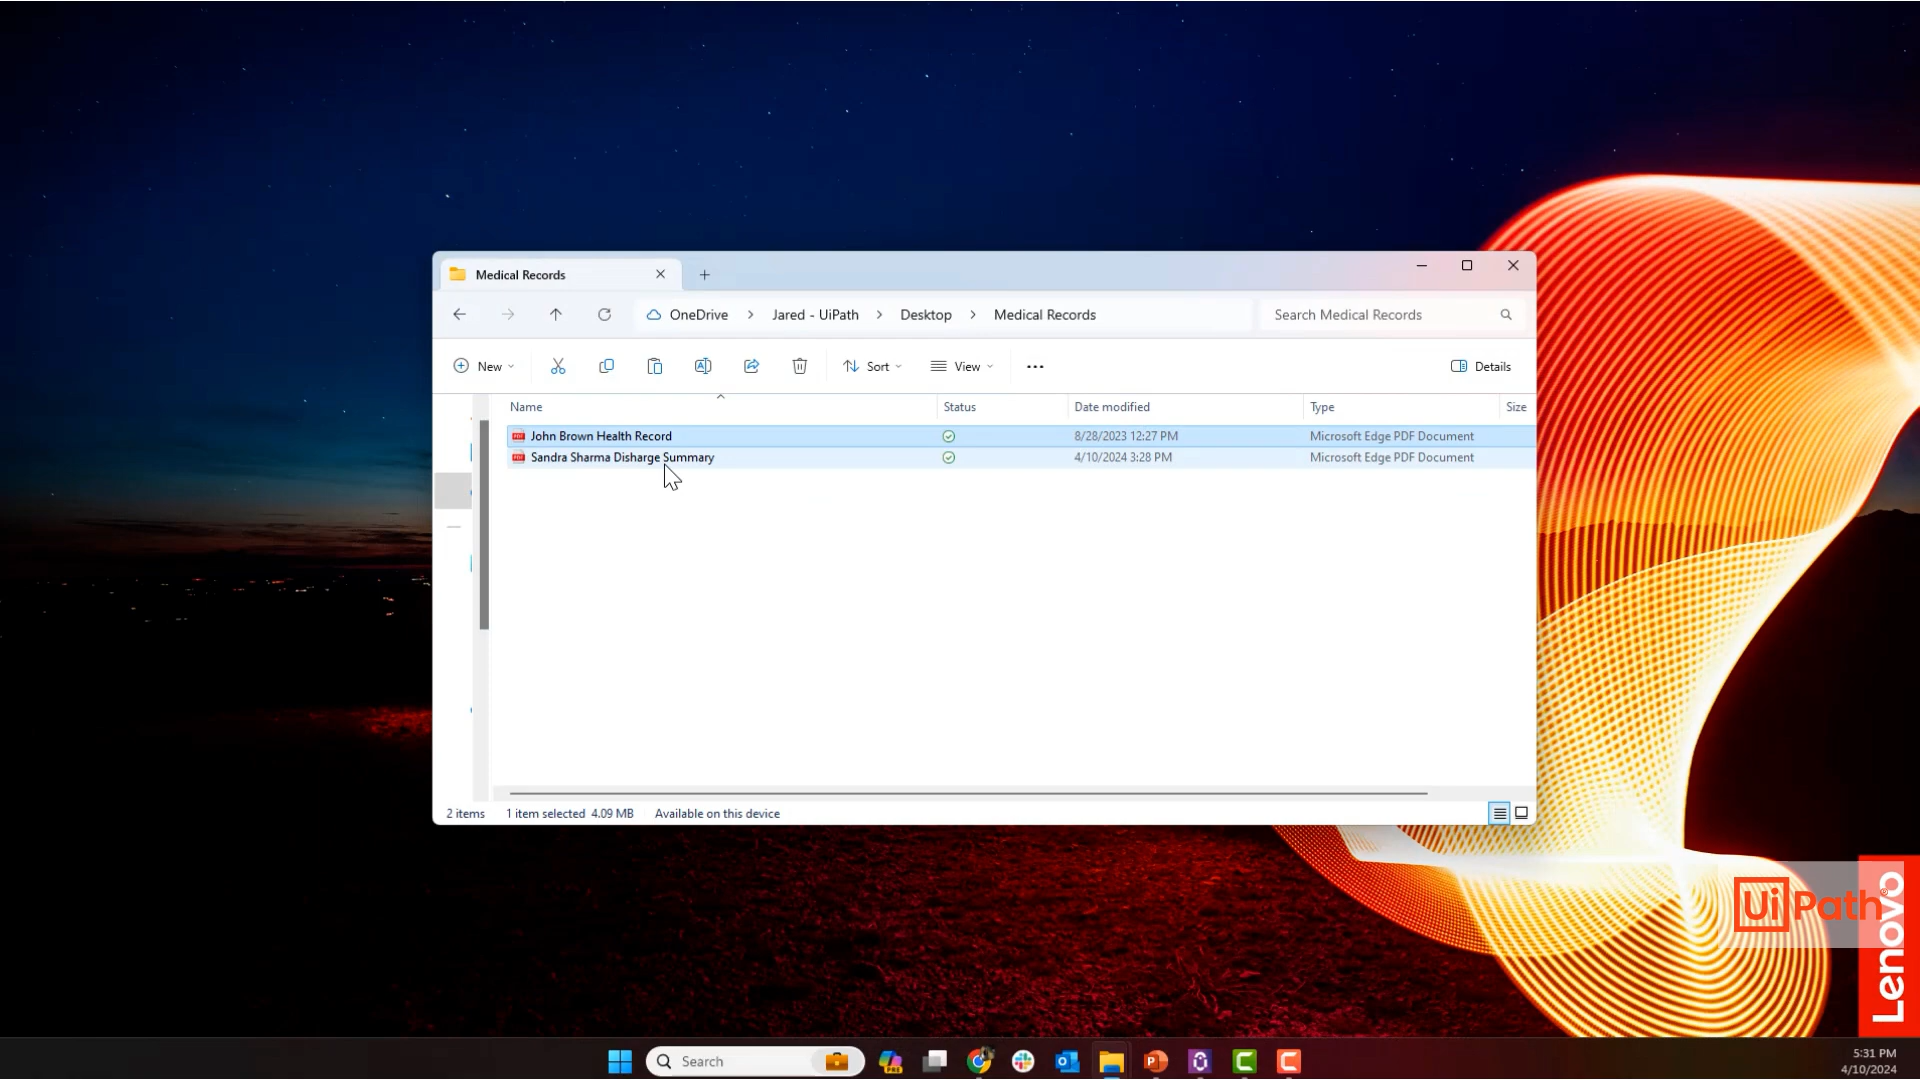 Medical Records
OneDrive > Jared - UiPath > Desktop > Medical Records
Search Medical Records
New
Sort
View
Details
Name Status Date modified Type Size
John Brown Health Record 8/28/2023 12:27 PM Microsoft Edge PDF Document
Sandra Sharma Disharge Summary 4/10/2024 3:28 PM Microsoft Edge PDF Document
2 items 1 item selected 4.09 MB Available on this device
UiPath
Lenovo
Search
PRE
5:31 PM
4/10/2024